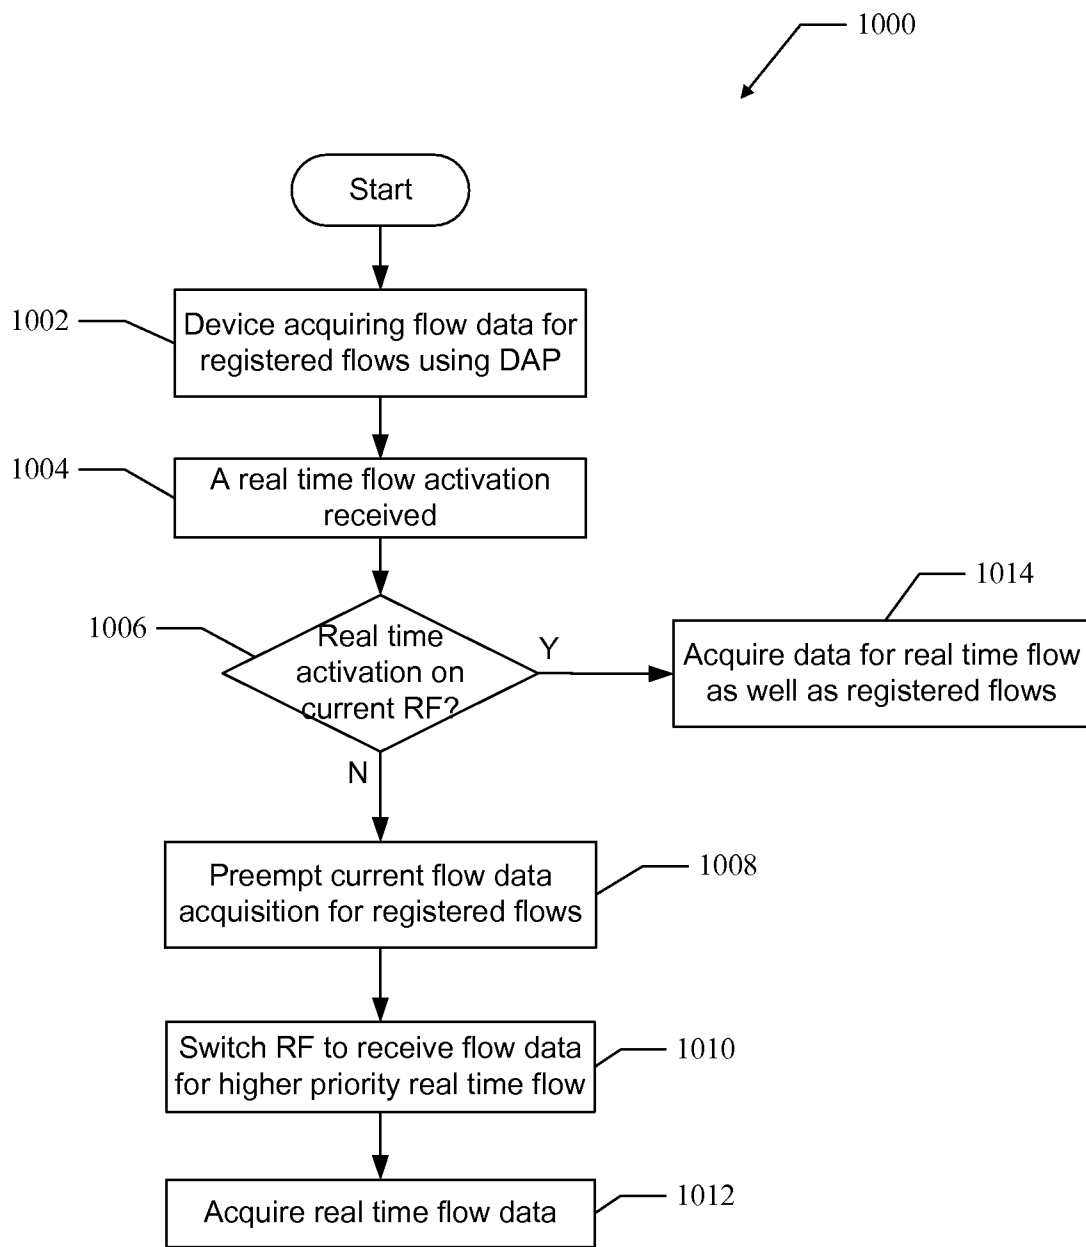 1000
Start
1002
Device acquiring flow data for
registered flows using DAP
1004
A real time flow activation
received
1006
Real time
activation on
current RF?
Y
1014
Acquire data for real time flow
as well as registered flows
N
1008
Preempt current flow data
acquisition for registered flows
1010
Switch RF to receive flow data
for higher priority real time flow
1012
Acquire real time flow data